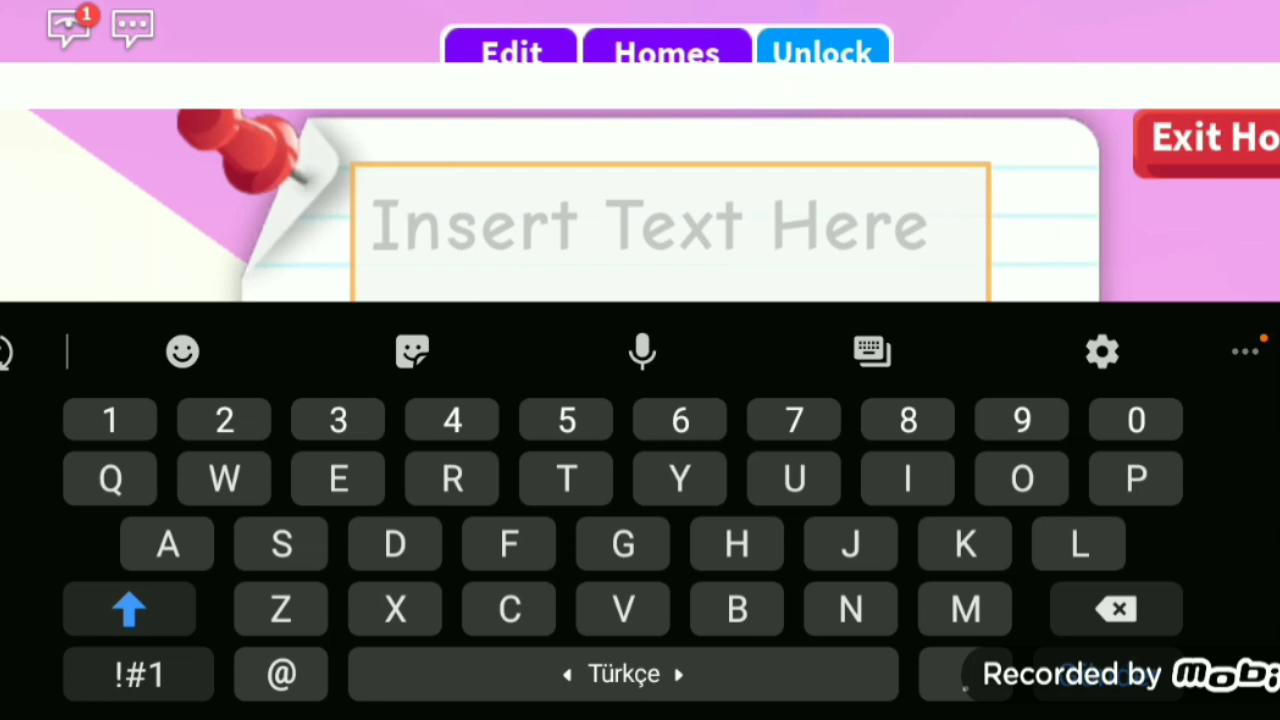 1
Edit Homes Unlock
Exit Ho
Insert Text Here
1 2 3 4 5 6 7 8 9 0
Q W E R T Y U I O P
A S D F G H J K L
Z X C V B N M
!#1 @ Türkçe . Recorded by mobi